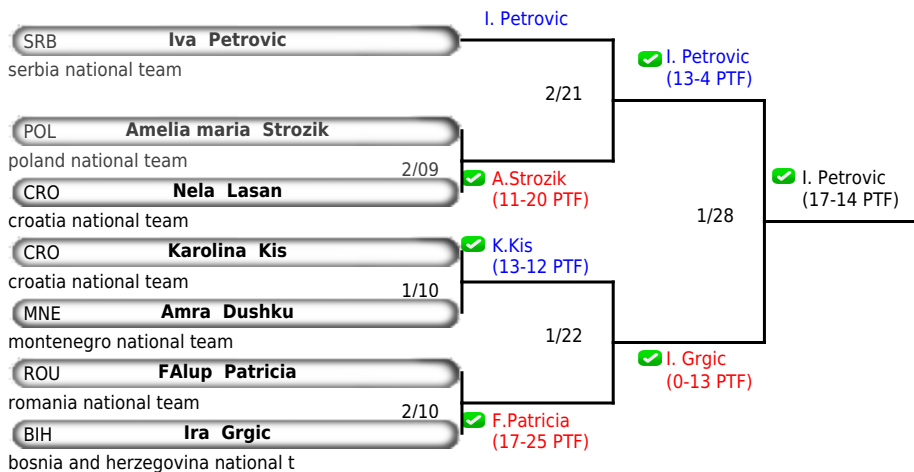 I. Petrovic
SRB Iva Petrovic
serbia national team
I. Petrovic
(13-4 PTF)
2/21
POL Amelia maria Strozik
poland national team
2/09
A.Strozik
(11-20 PTF)
CRO Nela Lasan
croatia national team
I. Petrovic
(17-14 PTF)
1/28
CRO Karolina Kis
croatia national team
K.Kis
(13-12 PTF)
1/10
MNE Amra Dushku
montenegro national team
1/22
ROU FAlup Patricia
romania national team
I. Grgic
(0-13 PTF)
2/10
F.Patricia
(17-25 PTF)
BIH Ira Grgic
bosnia and herzegovina national t